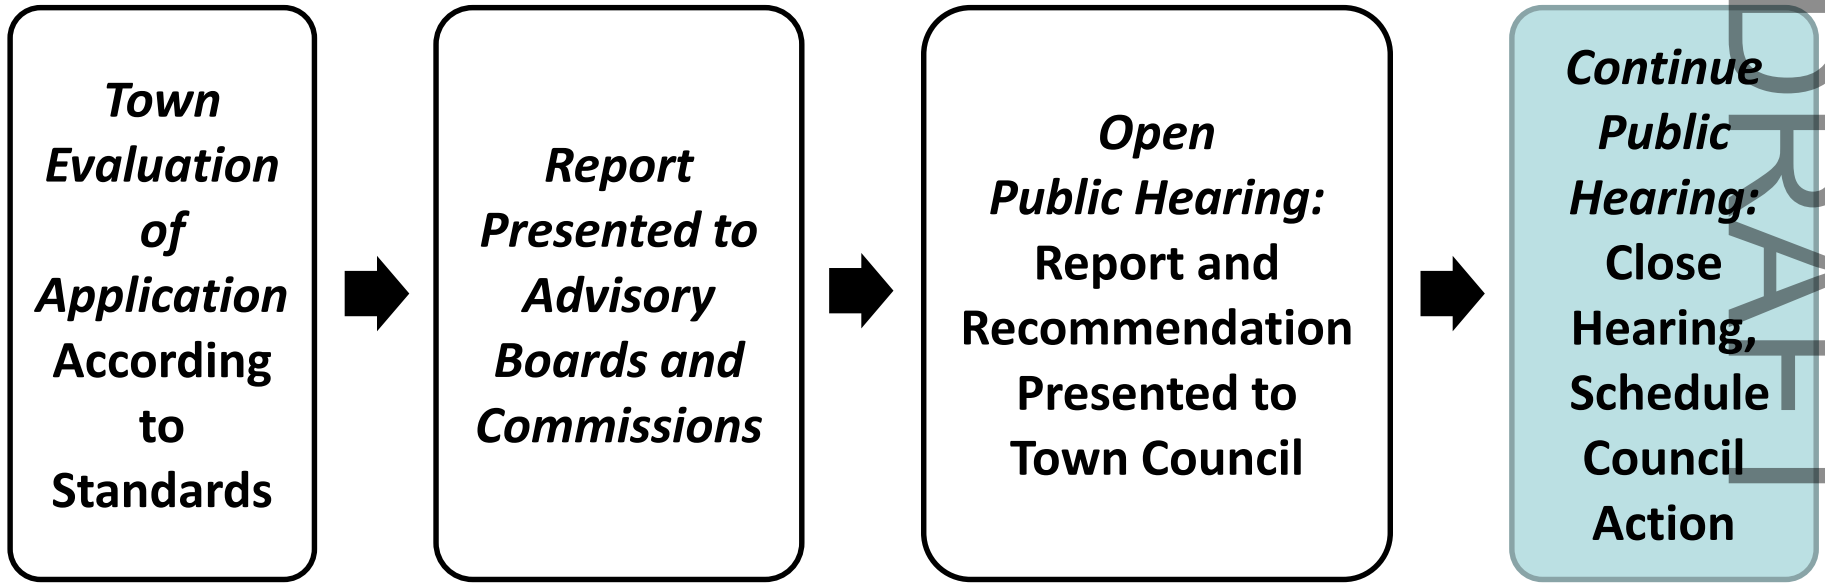 Town
Evaluation
of
Application
According
to
Standards
Report
Presented to
Advisory
Boards and
Commissions
Open
Public Hearing:
Report and
Recommendation
Presented to
Town Council
Continue
Public
Hearing:
Close
Hearing,
Schedule
Council
Action
DRAFT